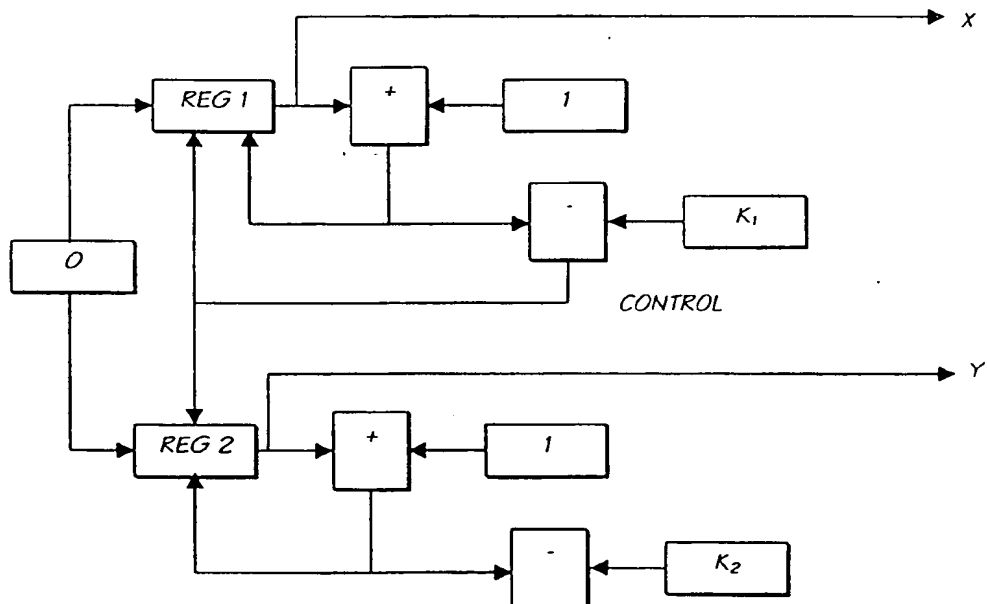 X
REG 1
+
1
-
K₁
O
CONTROL
Y
REG 2
+
1
-
K₂